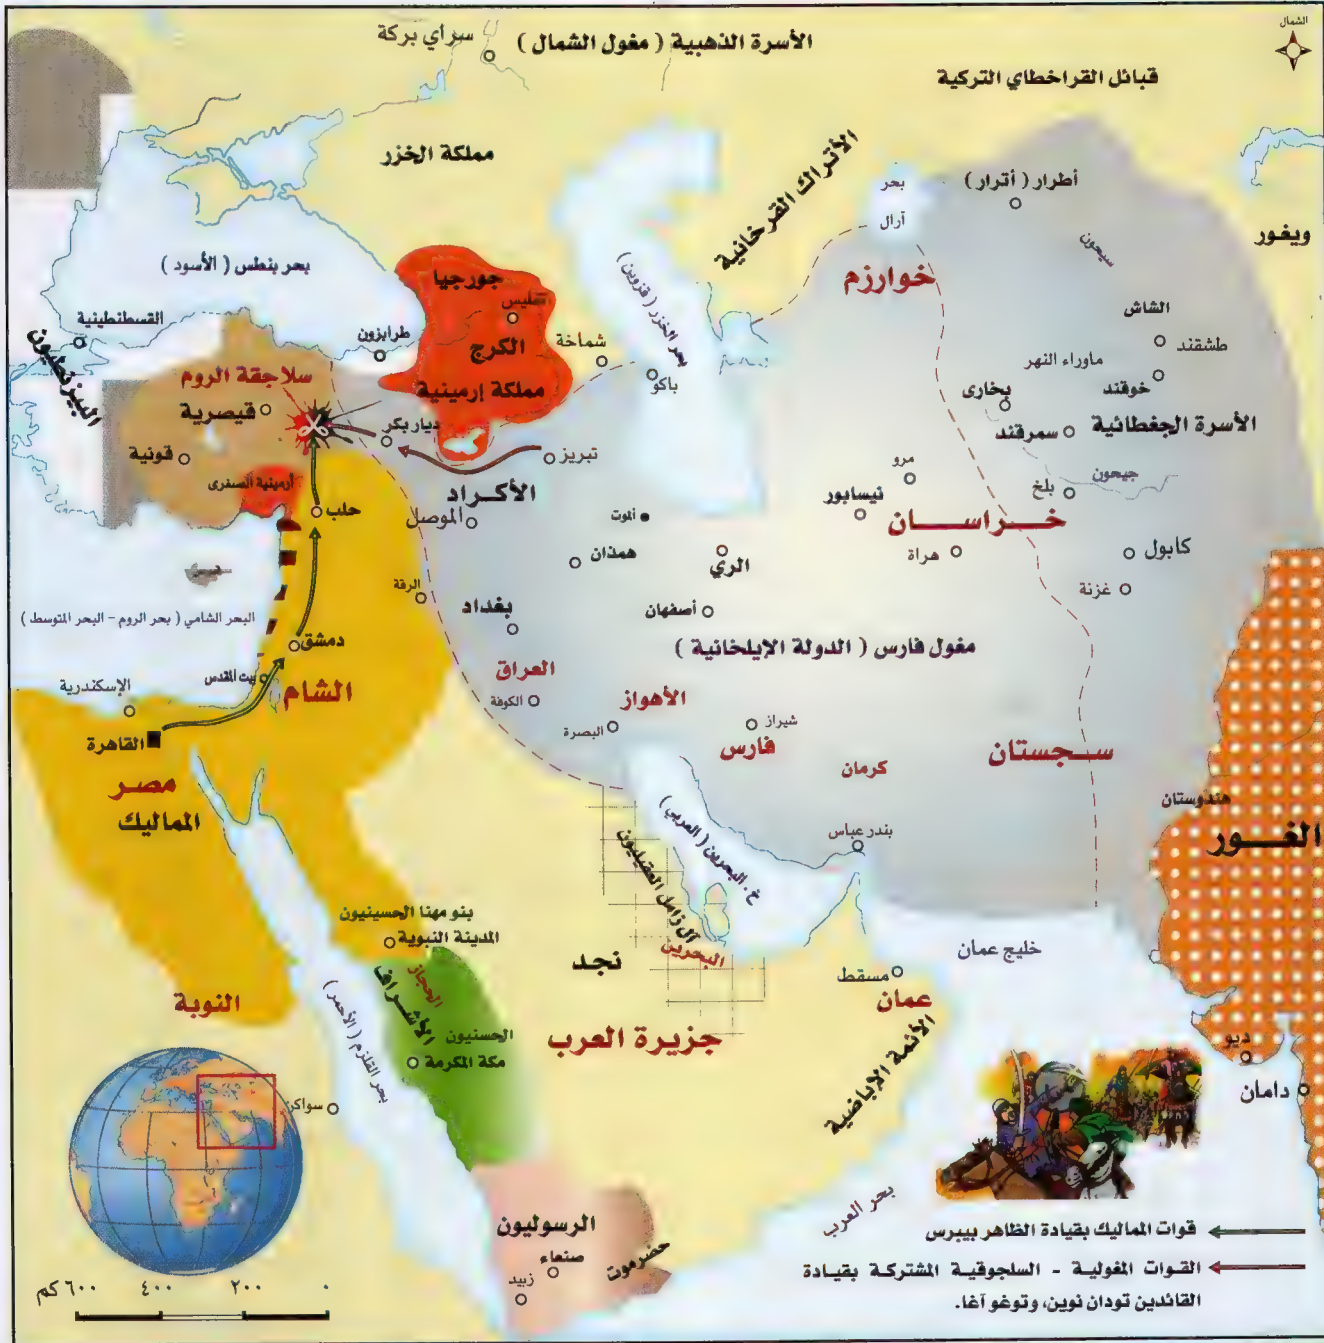 الشمال
سراي بركة
الأسرة الذهبية ( مغول الشمال )
قبائل القراخطاي التركية
مملكة الخزر
الأتراك القرخانية
بحر
آرال
أطرار ( أترار )
ويغور
سيحون
بحر بنطس ( الأسود )
جورجيا
تفليس
الكرج
مملكة إرمينية
بحر الخزر ( قزوين )
خوارزم
الشاش
طشقند
القسطنطينية
البيزنطيون
طرابزون
شماخة
باكو
ماوراء النهر
خوقند
بخارى
سلاجقة الروم
قيصرية
ديار بكر
سمرقند
الأسرة الجغطائية
قونية
تبريز
مرو
جيحون
أرمينية الصغرى
الأكراد
نيسابور
بلخ
حلب
الموصل
ألموت
خراسان
همذان
الري
هراة
كابول
الرقة
غزنة
بغداد
أصفهان
البحر الشامي ( بحر الروم - البحر المتوسط )
دمشق
مغول فارس ( الدولة الإيلخانية )
بيت المقدس
الشام
العراق
الكوفة
الأهواز
الإسكندرية
القاهرة
البصرة
شيراز
فارس
كرمان
سجستان
مصر
المماليك
هندوستان
الغور
بندر عباس
خ. البحرين ( العربي )
آل زامل العقيليون
البحرين
بنو مهنا الحسينيون
المدينة النبوية
نجد
خليج عمان
مسقط
عمان
النوبة
الحجاز
الأشراف
الحسنيون
مكة المكرمة
جزيرة العرب
الأئمة الإباضية
بحر القلزم ( الأحمر )
ديو
دامان
سواكن
بحر العرب
الرسوليون
صنعاء
زبيد
حضرموت
قوات المماليك بقيادة الظاهر بيبرس
القوات المغولية - السلجوقية المشتركة بقيادة
القائدين تودان نوين، وتوغو آغا.
٠ ٢٠٠ ٤٠٠ ٦٠٠ كم